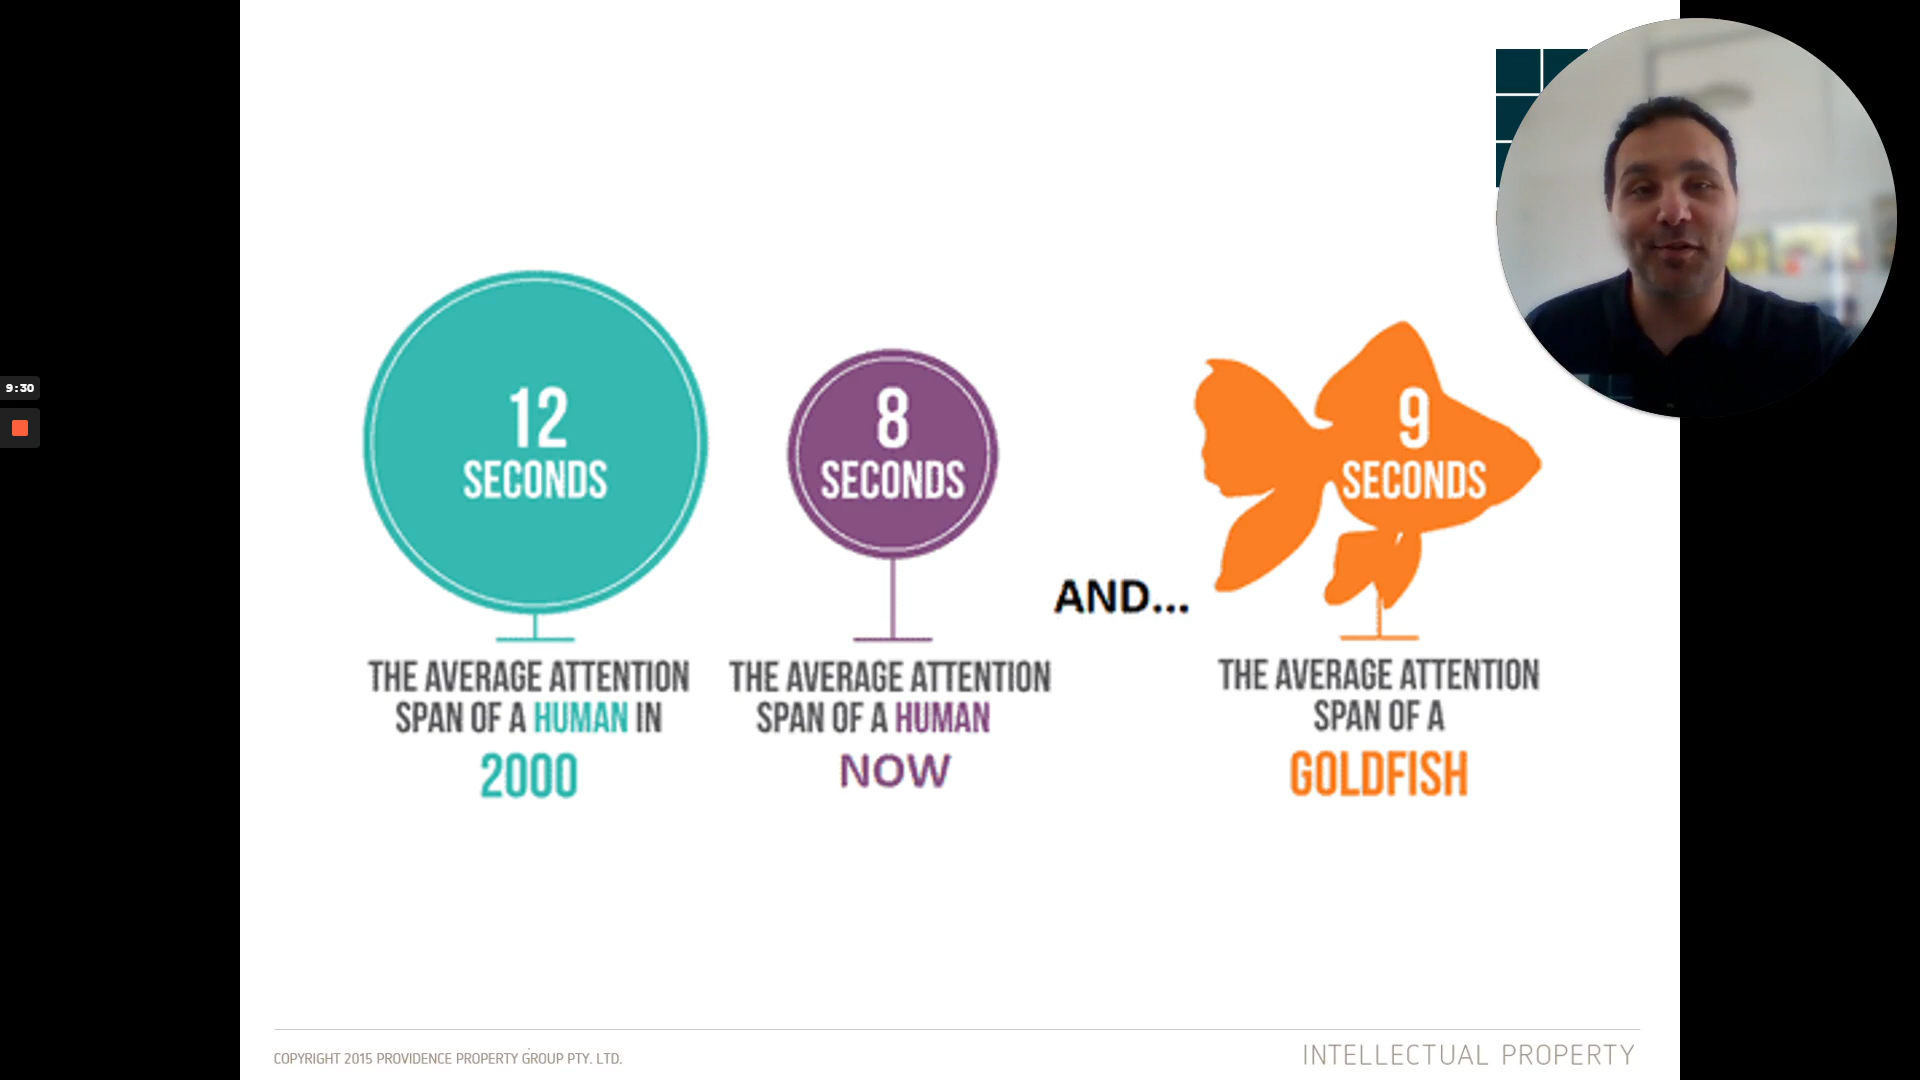 9:30
12
SECONDS
THE AVERAGE ATTENTION
SPAN OF A HUMAN IN
2000
8
SECONDS
THE AVERAGE ATTENTION
SPAN OF A HUMAN
NOW
AND...
9
SECONDS
THE AVERAGE ATTENTION
SPAN OF A
GOLDFISH
COPYRIGHT 2015 PROVIDENCE PROPERTY GROUP PTY. LTD.
INTELLECTUAL PROPERTY